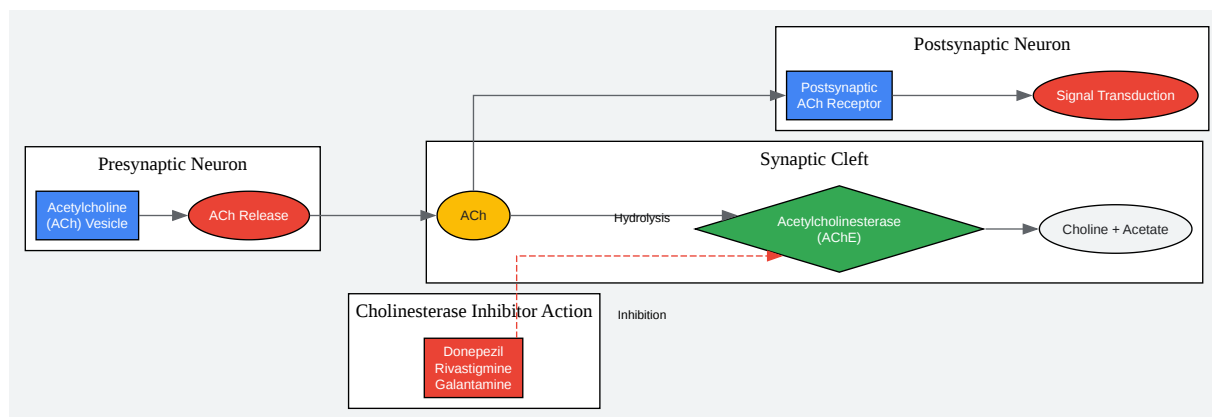 Postsynaptic Neuron
Postsynaptic
ACh Receptor
Signal Transduction
Presynaptic Neuron
Acetylcholine
(ACh) Vesicle
ACh Release
Synaptic Cleft
ACh
Hydrolysis
Acetylcholinesterase
(AChE)
Choline + Acetate
Cholinesterase Inhibitor Action
Inhibition
Donepezil
Rivastigmine
Galantamine